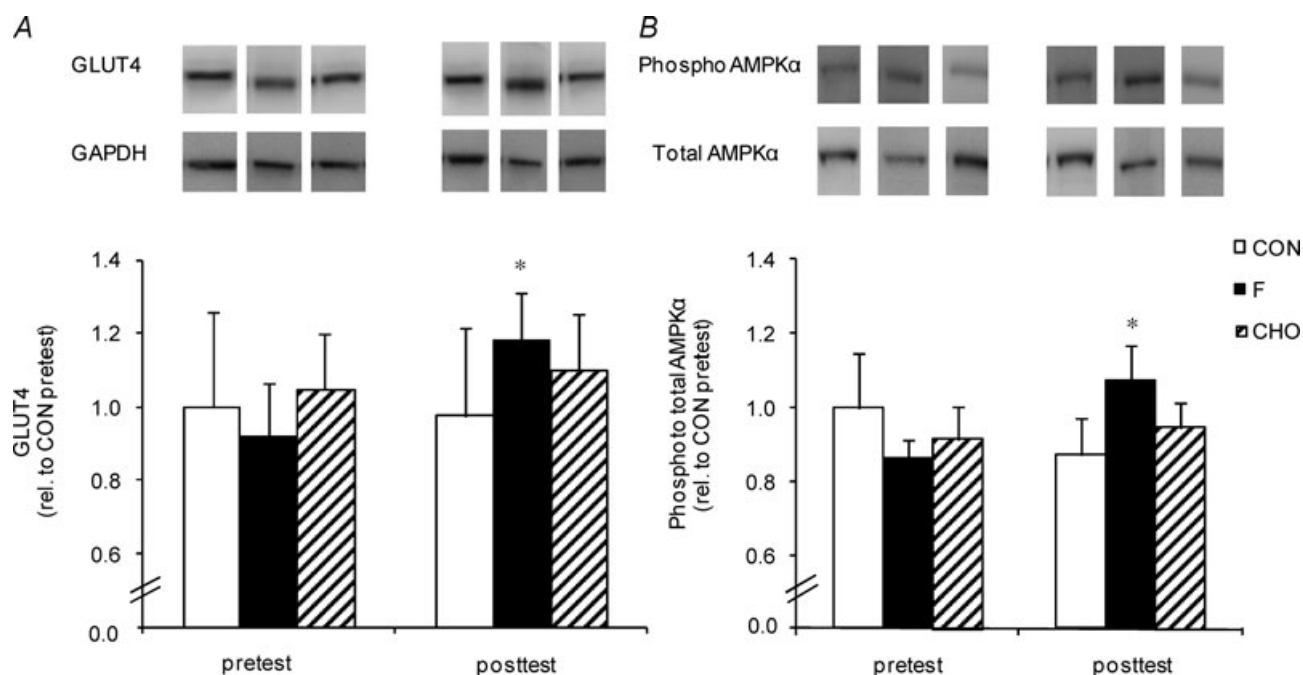 A
GLUT4
GAPDH
GLUT4
(rel. to CON pretest)
1.4
1.2
1.0
0.8
0.6
0.0
*
pretest
posttest
B
Phospho AMPKα
Total AMPKα
Phospho to total AMPKα
(rel. to CON pretest)
1.4
1.2
1.0
0.8
0.6
0.0
*
pretest
posttest
CON
F
CHO